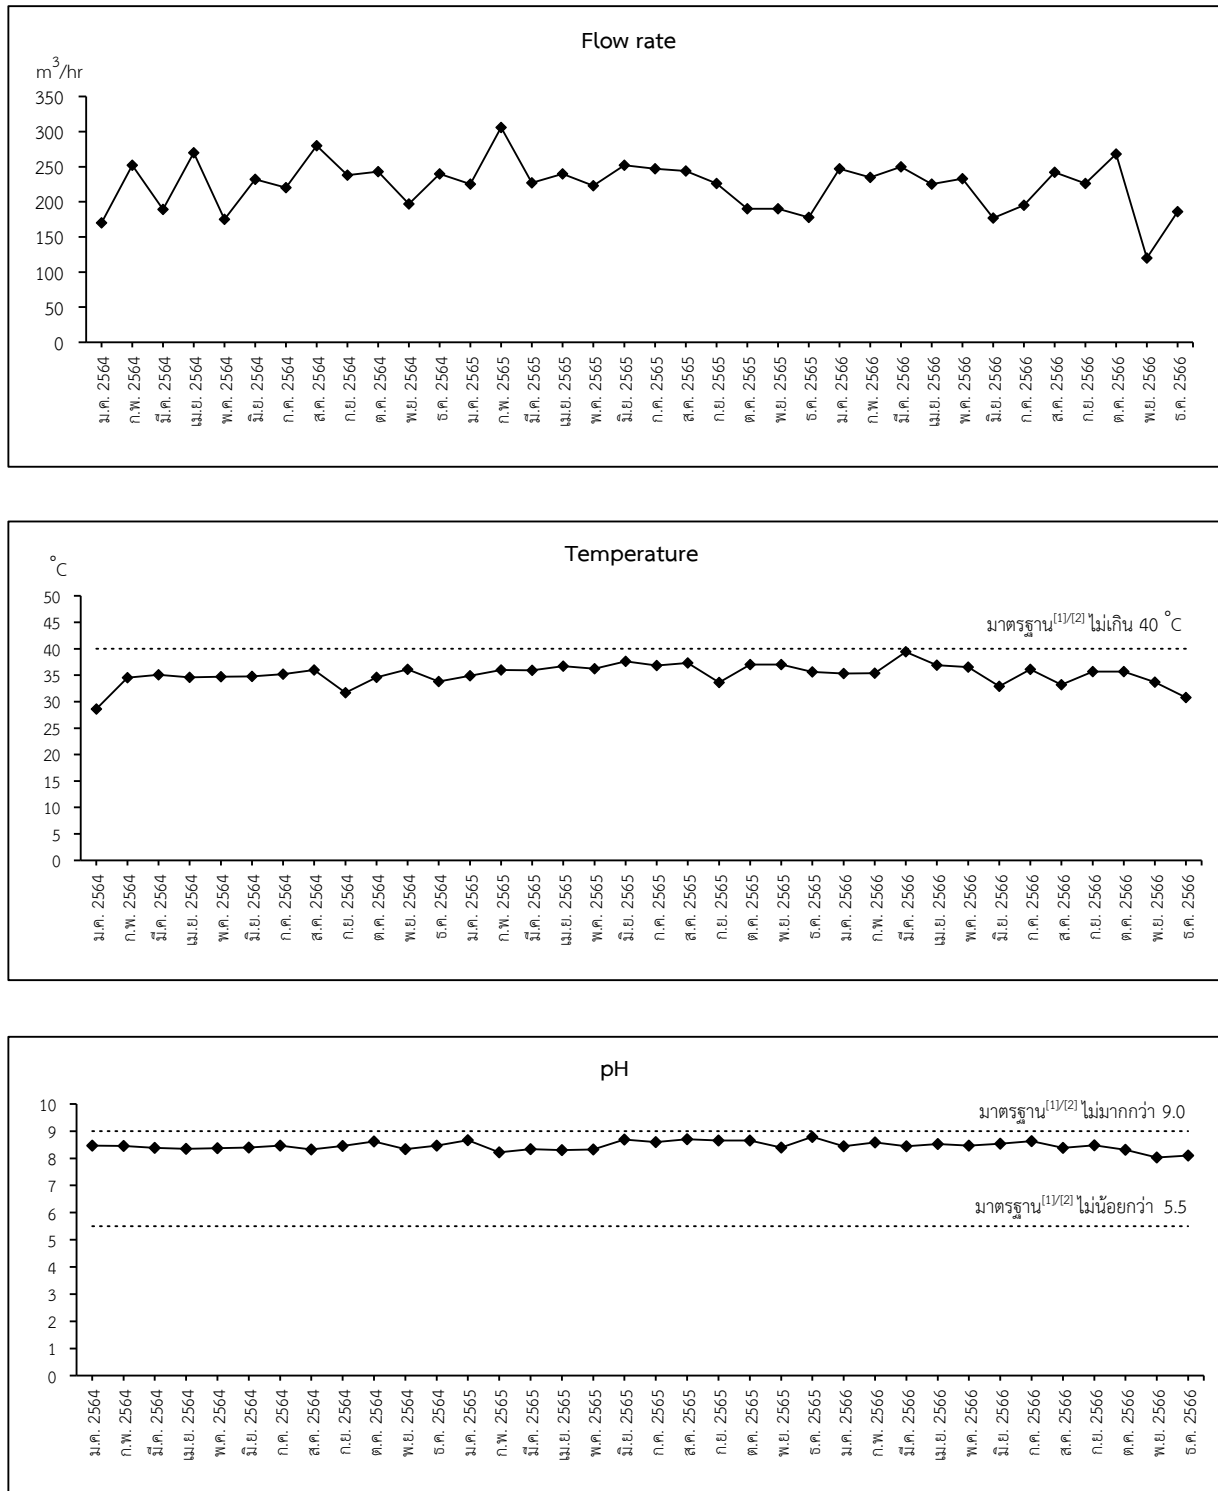 Flow rate
m³/hr
350
300
250
200
150
100
50
0
ม.ค. 2564
ก.พ. 2564
มี.ค. 2564
เม.ย. 2564
พ.ค. 2564
มิ.ย. 2564
ก.ค. 2564
ส.ค. 2564
ก.ย. 2564
ต.ค. 2564
พ.ย. 2564
ธ.ค. 2564
ม.ค. 2565
ก.พ. 2565
มี.ค. 2565
เม.ย. 2565
พ.ค. 2565
มิ.ย. 2565
ก.ค. 2565
ส.ค. 2565
ก.ย. 2565
ต.ค. 2565
พ.ย. 2565
ธ.ค. 2565
ม.ค. 2566
ก.พ. 2566
มี.ค. 2566
เม.ย. 2566
พ.ค. 2566
มิ.ย. 2566
ก.ค. 2566
ส.ค. 2566
ก.ย. 2566
ต.ค. 2566
พ.ย. 2566
ธ.ค. 2566
Temperature
°C
มาตรฐาน[1]/[2] ไม่เกิน 40 °C
50
45
40
35
30
25
20
15
10
5
0
ม.ค. 2564
ก.พ. 2564
มี.ค. 2564
เม.ย. 2564
พ.ค. 2564
มิ.ย. 2564
ก.ค. 2564
ส.ค. 2564
ก.ย. 2564
ต.ค. 2564
พ.ย. 2564
ธ.ค. 2564
ม.ค. 2565
ก.พ. 2565
มี.ค. 2565
เม.ย. 2565
พ.ค. 2565
มิ.ย. 2565
ก.ค. 2565
ส.ค. 2565
ก.ย. 2565
ต.ค. 2565
พ.ย. 2565
ธ.ค. 2565
ม.ค. 2566
ก.พ. 2566
มี.ค. 2566
เม.ย. 2566
พ.ค. 2566
มิ.ย. 2566
ก.ค. 2566
ส.ค. 2566
ก.ย. 2566
ต.ค. 2566
พ.ย. 2566
ธ.ค. 2566
pH
มาตรฐาน[1]/[2] ไม่มากกว่า 9.0
มาตรฐาน[1]/[2] ไม่น้อยกว่า 5.5
10
9
8
7
6
5
4
3
2
1
0
ม.ค. 2564
ก.พ. 2564
มี.ค. 2564
เม.ย. 2564
พ.ค. 2564
มิ.ย. 2564
ก.ค. 2564
ส.ค. 2564
ก.ย. 2564
ต.ค. 2564
พ.ย. 2564
ธ.ค. 2564
ม.ค. 2565
ก.พ. 2565
มี.ค. 2565
เม.ย. 2565
พ.ค. 2565
มิ.ย. 2565
ก.ค. 2565
ส.ค. 2565
ก.ย. 2565
ต.ค. 2565
พ.ย. 2565
ธ.ค. 2565
ม.ค. 2566
ก.พ. 2566
มี.ค. 2566
เม.ย. 2566
พ.ค. 2566
มิ.ย. 2566
ก.ค. 2566
ส.ค. 2566
ก.ย. 2566
ต.ค. 2566
พ.ย. 2566
ธ.ค. 2566